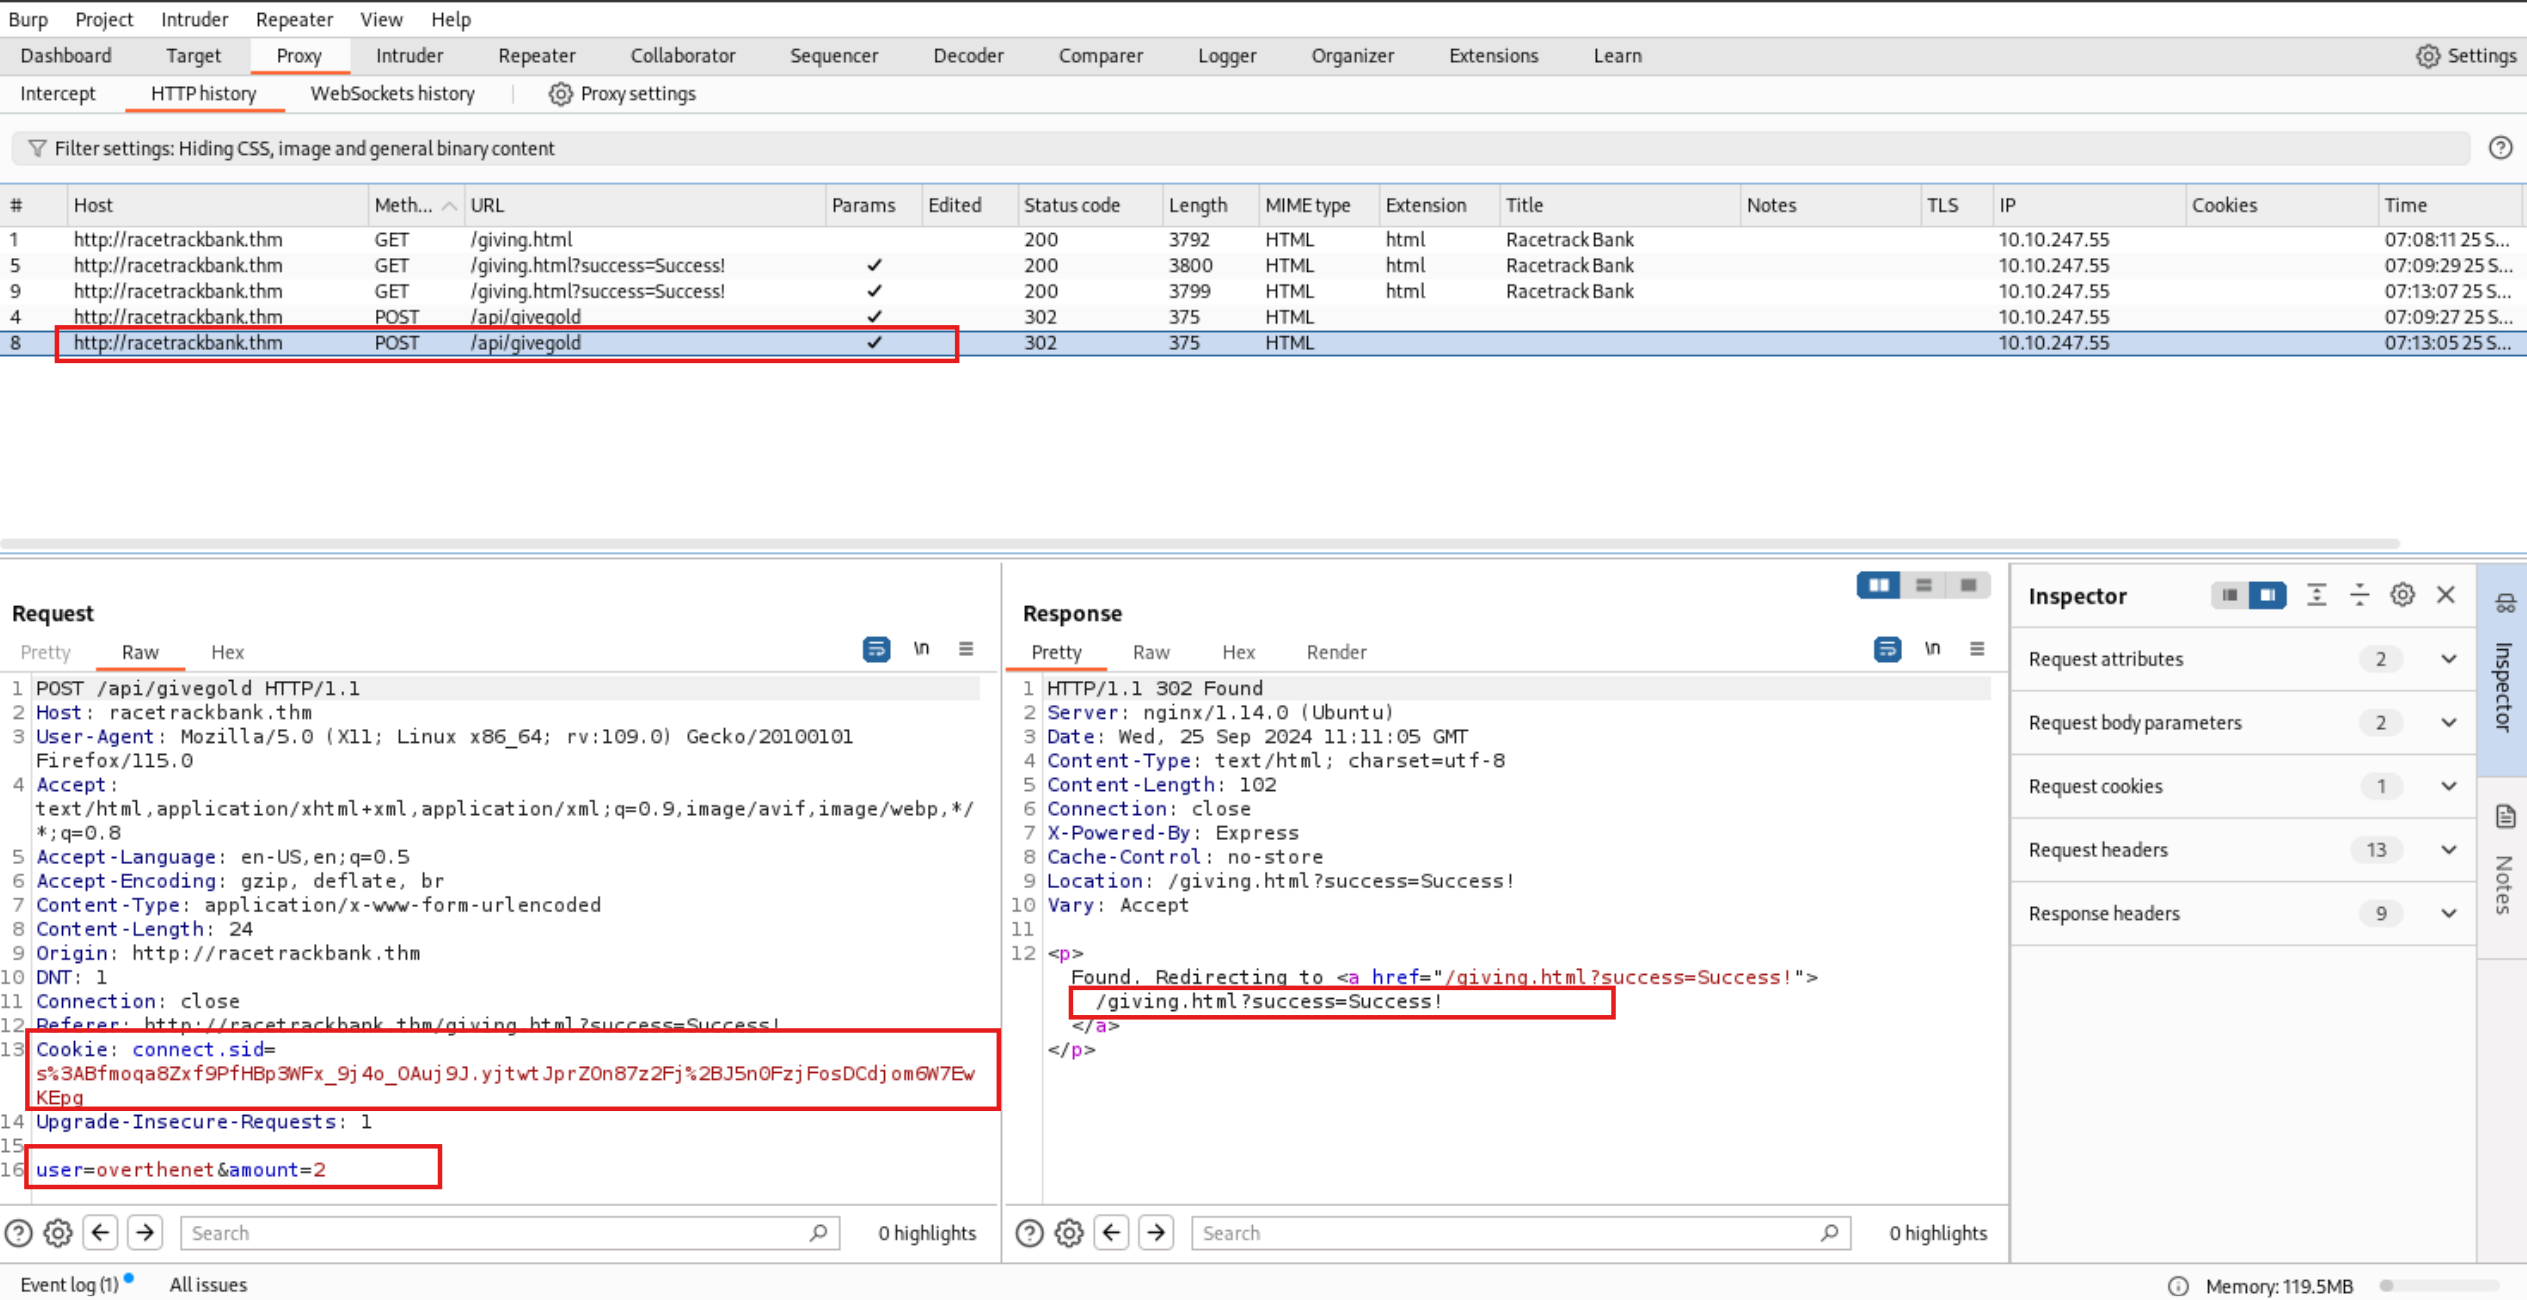 Burp Project Intruder Repeater View Help
Dashboard Target Proxy Intruder Repeater Collaborator Sequencer Decoder Comparer Logger Organizer Extensions Learn Settings
Intercept HTTP history WebSockets history Proxy settings
Filter settings: Hiding CSS, image and general binary content
# Host Meth... URL Params Edited Status code Length MIME type Extension Title Notes TLS IP Cookies Time
1 http://racetrackbank.thm GET /giving.html 200 3792 HTML html Racetrack Bank 10.10.247.55 07:08:11 25 S...
5 http://racetrackbank.thm GET /giving.html?success=Success! ✓ 200 3800 HTML html Racetrack Bank 10.10.247.55 07:09:29 25 S...
9 http://racetrackbank.thm GET /giving.html?success=Success! ✓ 200 3799 HTML html Racetrack Bank 10.10.247.55 07:13:07 25 S...
4 http://racetrackbank.thm POST /api/givegold ✓ 302 375 HTML 10.10.247.55 07:09:27 25 S...
8 http://racetrackbank.thm POST /api/givegold ✓ 302 375 HTML 10.10.247.55 07:13:05 25 S...
Request
Pretty Raw Hex \n
1 POST /api/givegold HTTP/1.1
2 Host: racetrackbank.thm
3 User-Agent: Mozilla/5.0 (X11; Linux x86_64; rv:109.0) Gecko/20100101
Firefox/115.0
4 Accept:
text/html,application/xhtml+xml,application/xml;q=0.9,image/avif,image/webp,*/
*;q=0.8
5 Accept-Language: en-US,en;q=0.5
6 Accept-Encoding: gzip, deflate, br
7 Content-Type: application/x-www-form-urlencoded
8 Content-Length: 24
9 Origin: http://racetrackbank.thm
10 DNT: 1
11 Connection: close
12 Referer: http://racetrackbank.thm/giving.html?success=Success!
13 Cookie: connect.sid=
s%3ABfmoqa8Zxf9PfHBp3WFx_9j4o_OAuj9J.yjtwtJprZOn87z2Fj%2BJ5n0FzjFosDCdjom6W7Ew
KEpg
14 Upgrade-Insecure-Requests: 1
15
16 user=overthenet&amount=2
Search 0 highlights
Response
Pretty Raw Hex Render \n
1 HTTP/1.1 302 Found
2 Server: nginx/1.14.0 (Ubuntu)
3 Date: Wed, 25 Sep 2024 11:11:05 GMT
4 Content-Type: text/html; charset=utf-8
5 Content-Length: 102
6 Connection: close
7 X-Powered-By: Express
8 Cache-Control: no-store
9 Location: /giving.html?success=Success!
10 Vary: Accept
11
12 <p>
Found. Redirecting to <a href="/giving.html?success=Success!">
/giving.html?success=Success!
</a>
</p>
Search 0 highlights
Inspector
Request attributes 2
Request body parameters 2
Request cookies 1
Request headers 13
Response headers 9
Inspector
Notes
Event log (1) All issues Memory: 119.5MB